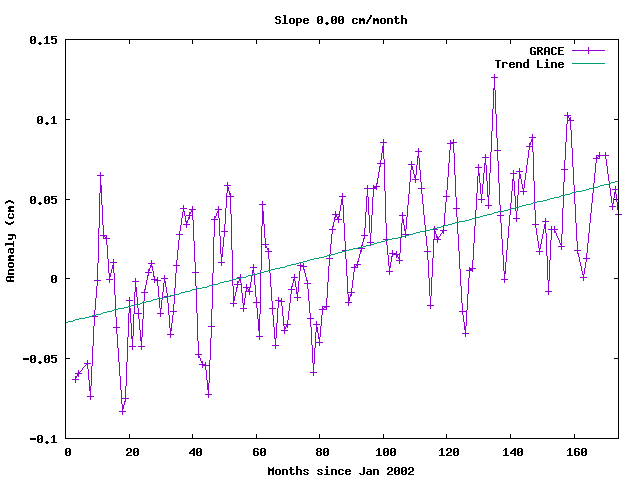 Slope 0.00 cm/month
GRACE
Trend Line
Anomaly (cm)
0.15
0.1
0.05
0
-0.05
-0.1
0 20 40 60 80 100 120 140 160
Months since Jan 2002